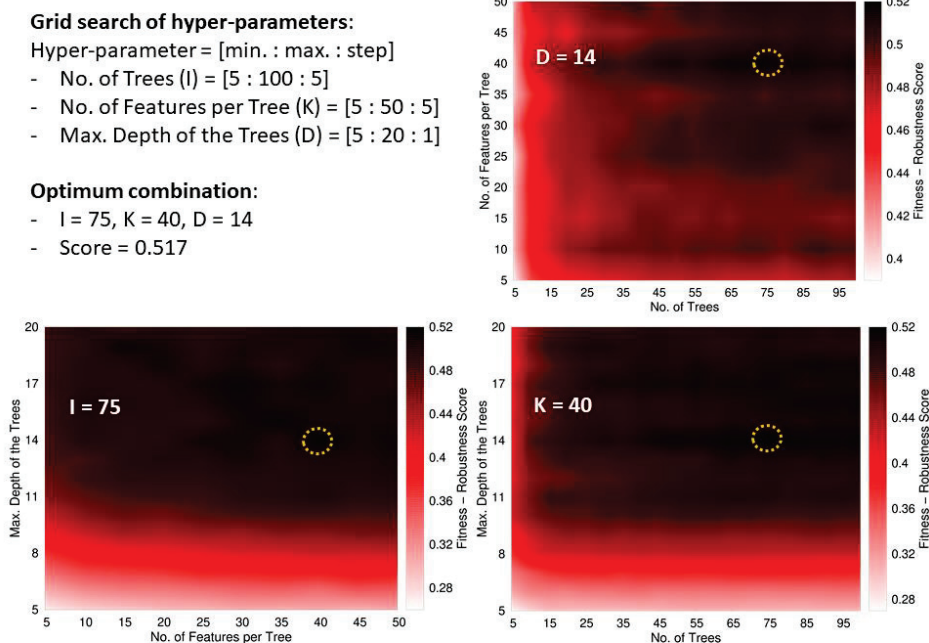 Grid search of hyper-parameters:
Hyper-parameter = [min. : max. : step]
- No. of Trees (I) = [5 : 100 : 5]
- No. of Features per Tree (K) = [5 : 50 : 5]
- Max. Depth of the Trees (D) = [5 : 20 : 1]
Optimum combination:
- I = 75, K = 40, D = 14
- Score = 0.517
50
45
40
35
30
25
20
15
10
5
No. of Features per Tree
D = 14
5 15 25 35 45 55 65 75 85 95
No. of Trees
0.52
0.5
0.48
0.46
0.44
0.42
0.4
Fitness – Robustness Score
20
17
14
11
8
5
Max. Depth of the Trees
I = 75
5 10 15 20 25 30 35 40 45 50
No. of Features per Tree
0.52
0.48
0.44
0.4
0.36
0.32
0.28
Fitness – Robustness Score
20
17
14
11
8
5
Max. Depth of the Trees
K = 40
5 15 25 35 45 55 65 75 85 95
No. of Trees
0.52
0.48
0.44
0.4
0.36
0.32
0.28
Fitness – Robustness Score